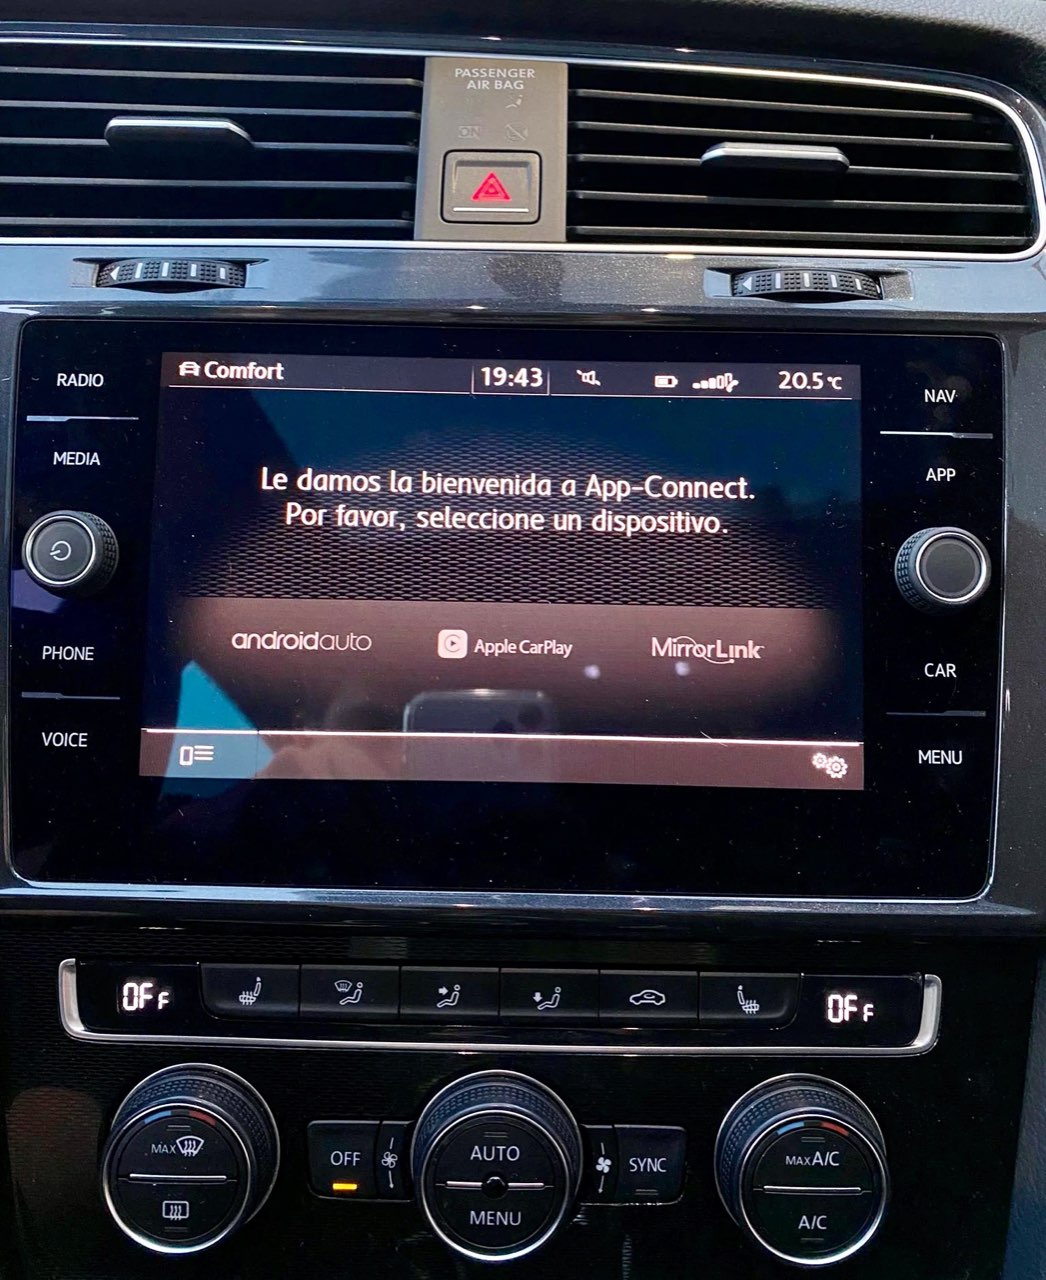 PASSENGER
AIR BAG
ON
RADIO
MEDIA
PHONE
VOICE
Comfort
19:43
20.5°C
Le damos la bienvenida a App-Connect.
Por favor, seleccione un dispositivo.
androidauto
Apple CarPlay
MirrorLink
NAV
APP
CAR
MENU
OFF
OFF
MAX
OFF
AUTO
MENU
SYNC
MAX A/C
A/C